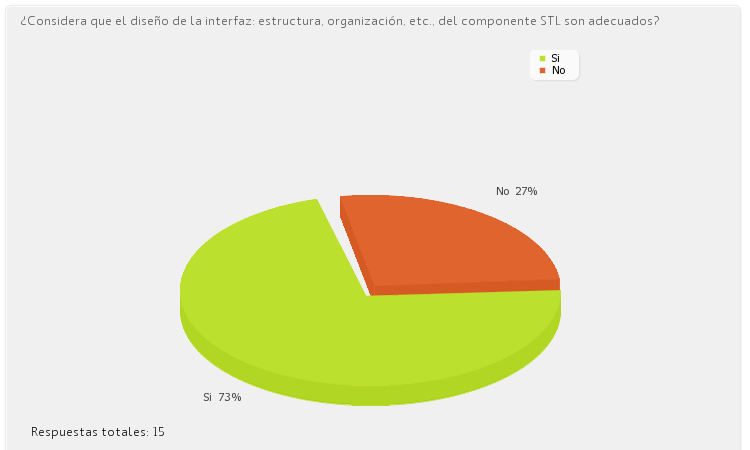 ¿Considera que el diseño de la interfaz: estructura, organización, etc., del componente STL son adecuados?
Si
No
No 27%
Si 73%
Respuestas totales: 15